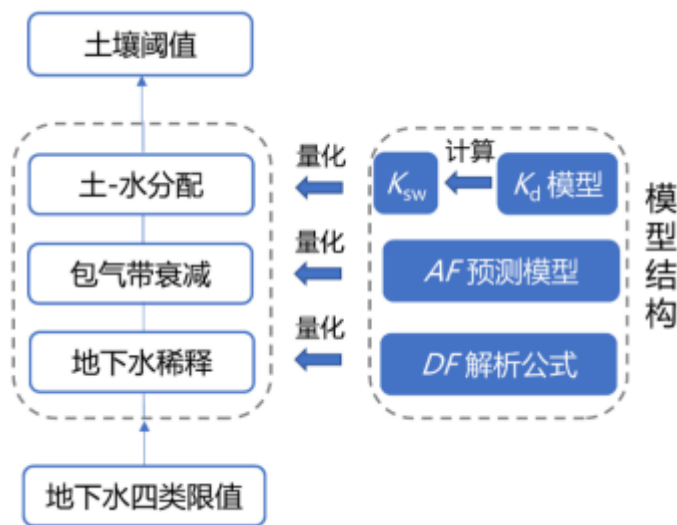 土壤阈值
土-水分配
量化
Ksw
计算
Kd 模型
包气带衰减
量化
AF 预测模型
地下水稀释
量化
DF 解析公式
模型结构
地下水四类限值